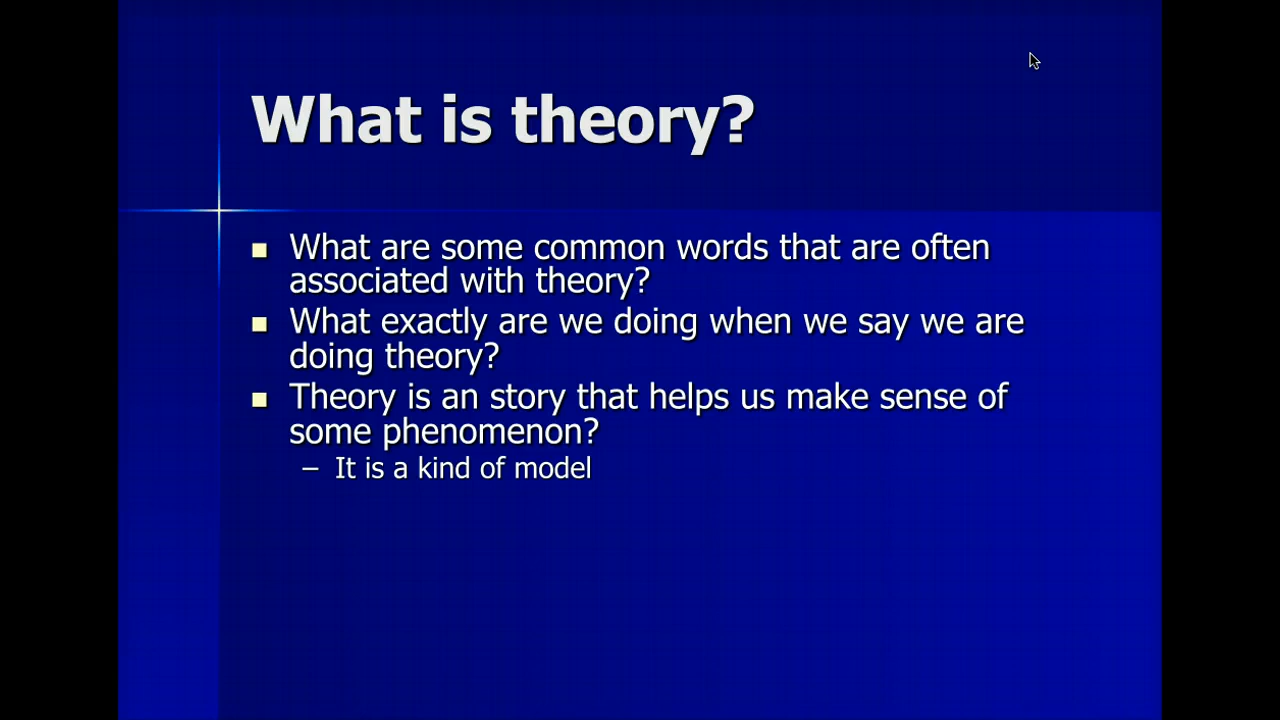 What is theory?
What are some common words that are often
associated with theory?
What exactly are we doing when we say we are
doing theory?
Theory is an story that helps us make sense of
some phenomenon?
– It is a kind of model